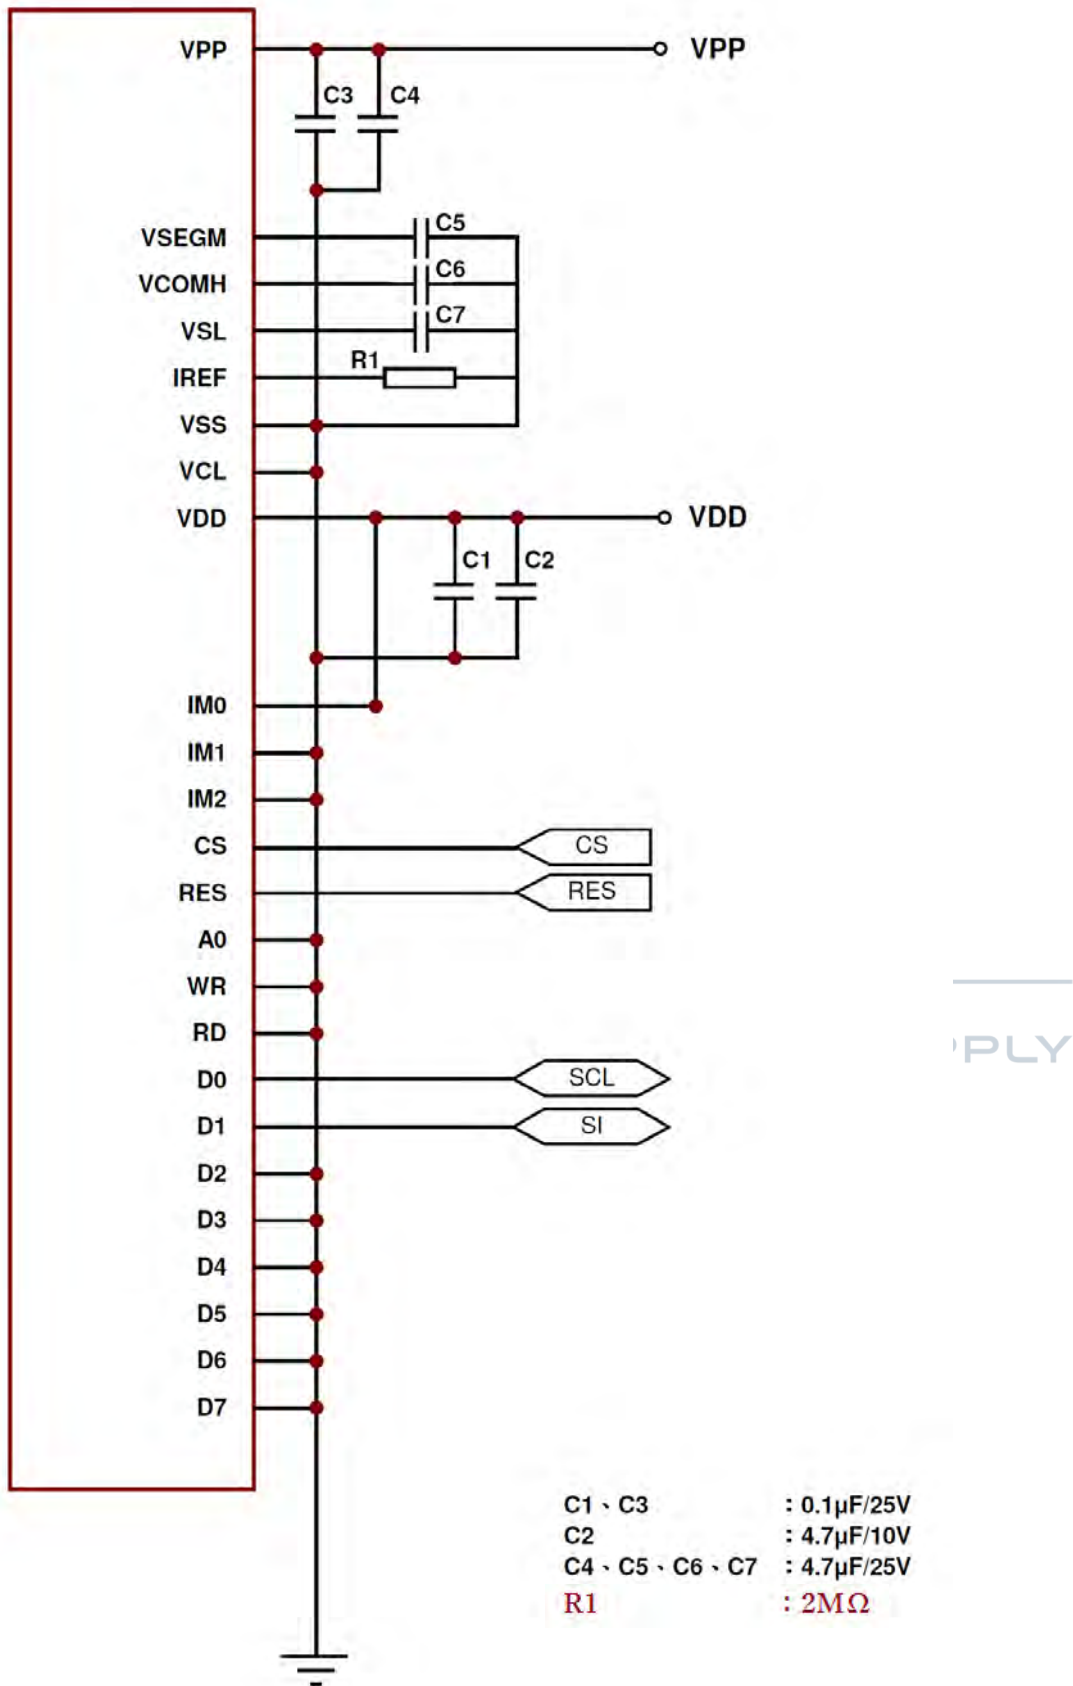 VPP VPP
C3 C4
VSEGM C5
VCOMH C6
VSL C7
IREF R1
VSS
VCL
VDD VDD
C1 C2
IM0
IM1
IM2
CS CS
RES RES
A0
WR
RD
PLY
D0 SCL
D1 SI
D2
D3
D4
D5
D6
D7
C1、C3 : 0.1µF/25V
C2 : 4.7µF/10V
C4、C5、C6、C7 : 4.7µF/25V
R1 : 2MΩ